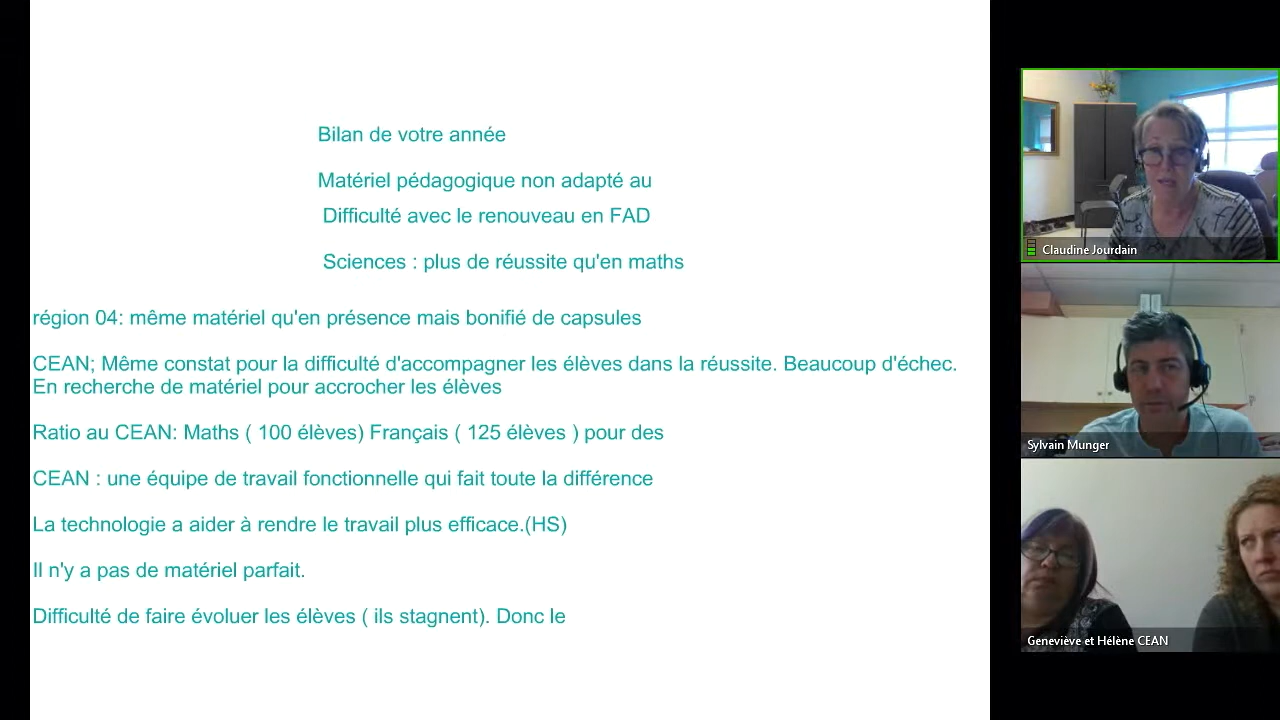 Bilan de votre année
Matériel pédagogique non adapté au
Difficulté avec le renouveau en FAD
Sciences : plus de réussite qu'en maths
région 04: même matériel qu'en présence mais bonifié de capsules
CEAN; Même constat pour la difficulté d'accompagner les élèves dans la réussite. Beaucoup d'échec.
En recherche de matériel pour accrocher les élèves
Ratio au CEAN: Maths ( 100 élèves) Français ( 125 élèves ) pour des
CEAN : une équipe de travail fonctionnelle qui fait toute la différence
La technologie a aider à rendre le travail plus efficace.(HS)
Il n'y a pas de matériel parfait.
Difficulté de faire évoluer les élèves ( ils stagnent). Donc le
Claudine Jourdain
Sylvain Munger
Geneviève et Hélène CEAN